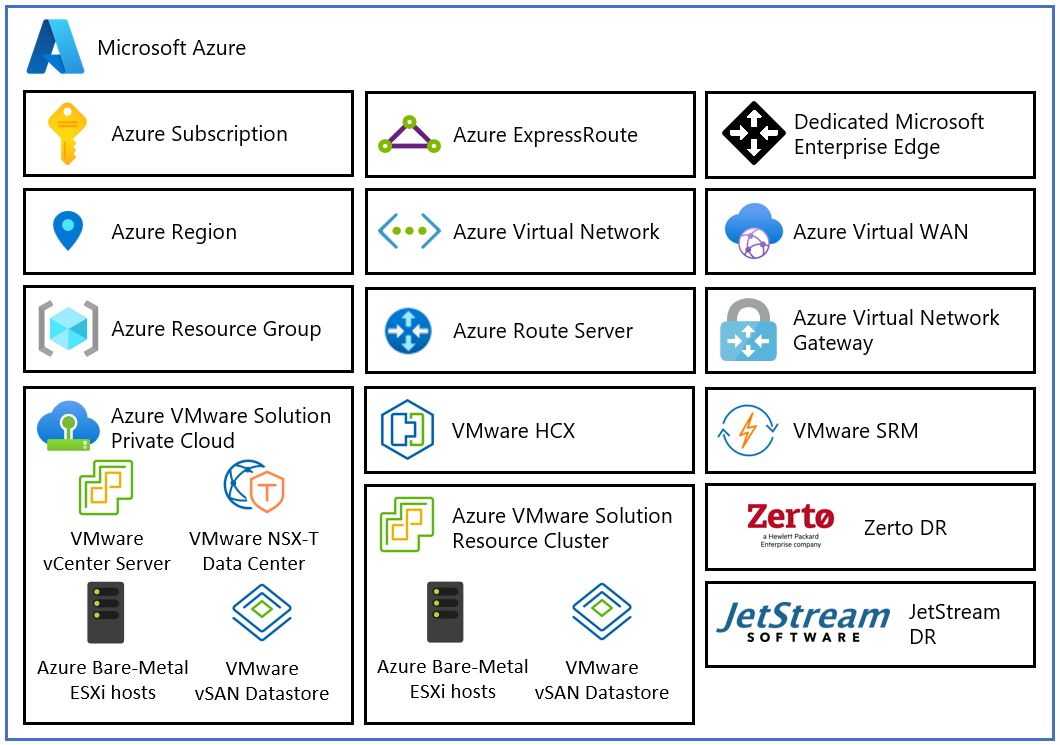 Microsoft Azure
Azure Subscription
Azure ExpressRoute
Dedicated Microsoft
Enterprise Edge
Azure Region
Azure Virtual Network
Azure Virtual WAN
Azure Resource Group
Azure Route Server
Azure Virtual Network
Gateway
Azure VMware Solution
Private Cloud
VMware
vCenter Server
VMware NSX-T
Data Center
T
Azure Bare-Metal
ESXi hosts
VMware
vSAN Datastore
VMware HCX
VMware SRM
Azure VMware Solution
Resource Cluster
Azure Bare-Metal
ESXi hosts
VMware
vSAN Datastore
Zerto
a Hewlett Packard
Enterprise company
Zerto DR
JetStream
SOFTWARE
JetStream
DR